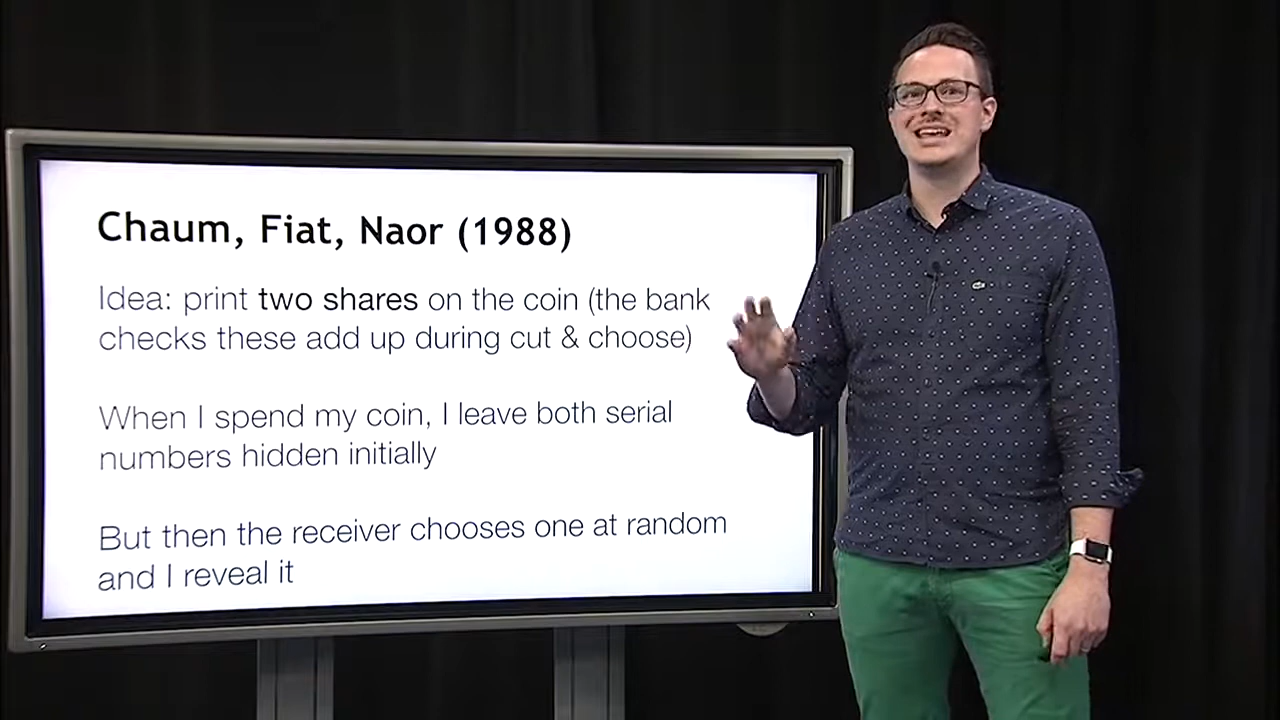 Chaum, Fiat, Naor (1988)
Idea: print two shares on the coin (the bank
checks these add up during cut & choose)
When I spend my coin, I leave both serial
numbers hidden initially
But then the receiver chooses one at random
and I reveal it